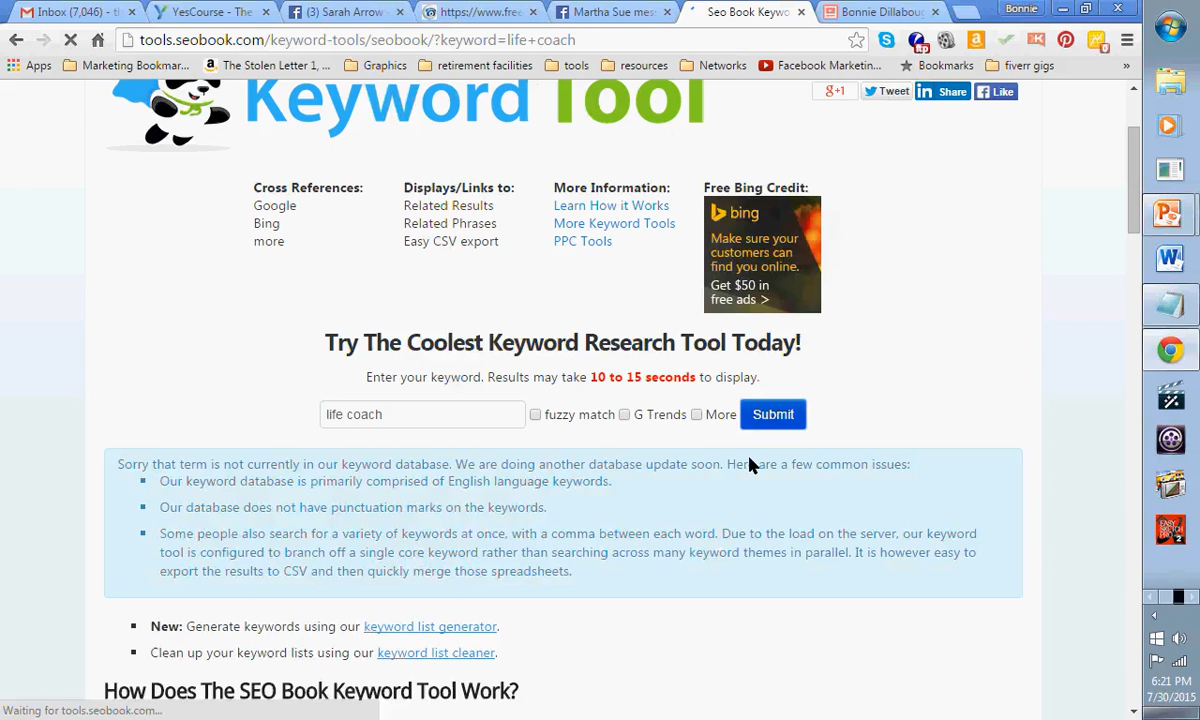 Inbox (7,046) - th
YesCourse - The
(3) Sarah Arrow
https://www.free
Martha Sue mess
Seo Book Keywo
Bonnie Dillaboug
Bonnie
tools.seobook.com/keyword-tools/seobook/?keyword=life+coach
Apps
Marketing Bookmar...
The Stolen Letter 1, ...
Graphics
retirement facilities
tools
resources
Networks
Facebook Marketin...
Bookmarks
fiverr gigs
»
Keyword Tool
g+1
Tweet
Share
Like
Cross References:
Google
Bing
more
Displays/Links to:
Related Results
Related Phrases
Easy CSV export
More Information:
Learn How it Works
More Keyword Tools
PPC Tools
Free Bing Credit:
bing
Make sure your
customers can
find you online.
Get $50 in
free ads >
Try The Coolest Keyword Research Tool Today!
Enter your keyword. Results may take 10 to 15 seconds to display.
life coach
fuzzy match
G Trends
More
Submit
Sorry that term is not currently in our keyword database. We are doing another database update soon. Here are a few common issues:
Our keyword database is primarily comprised of English language keywords.
Our database does not have punctuation marks on the keywords.
Some people also search for a variety of keywords at once, with a comma between each word. Due to the load on the server, our keyword
tool is configured to branch off a single core keyword rather than searching across many keyword themes in parallel. It is however easy to
export the results to CSV and then quickly merge those spreadsheets.
New: Generate keywords using our keyword list generator.
Clean up your keyword lists using our keyword list cleaner.
How Does The SEO Book Keyword Tool Work?
Waiting for tools.seobook.com...
6:21 PM
7/30/2015